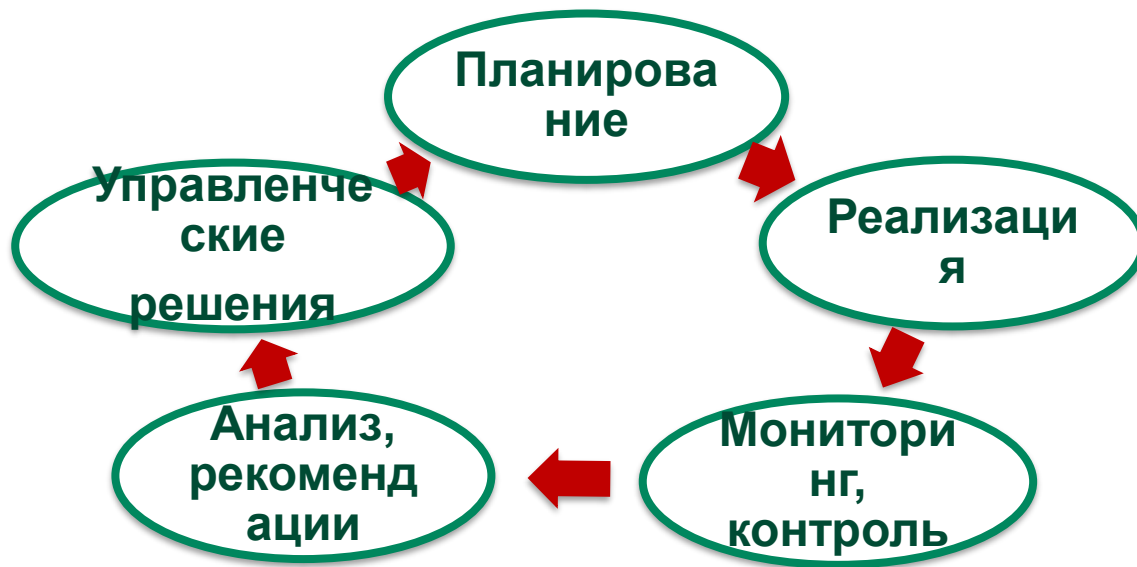 Планирова
ние
Реализаци
я
Монитори
нг,
контроль
Анализ,
рекоменд
ации
Управленче
ские
решения